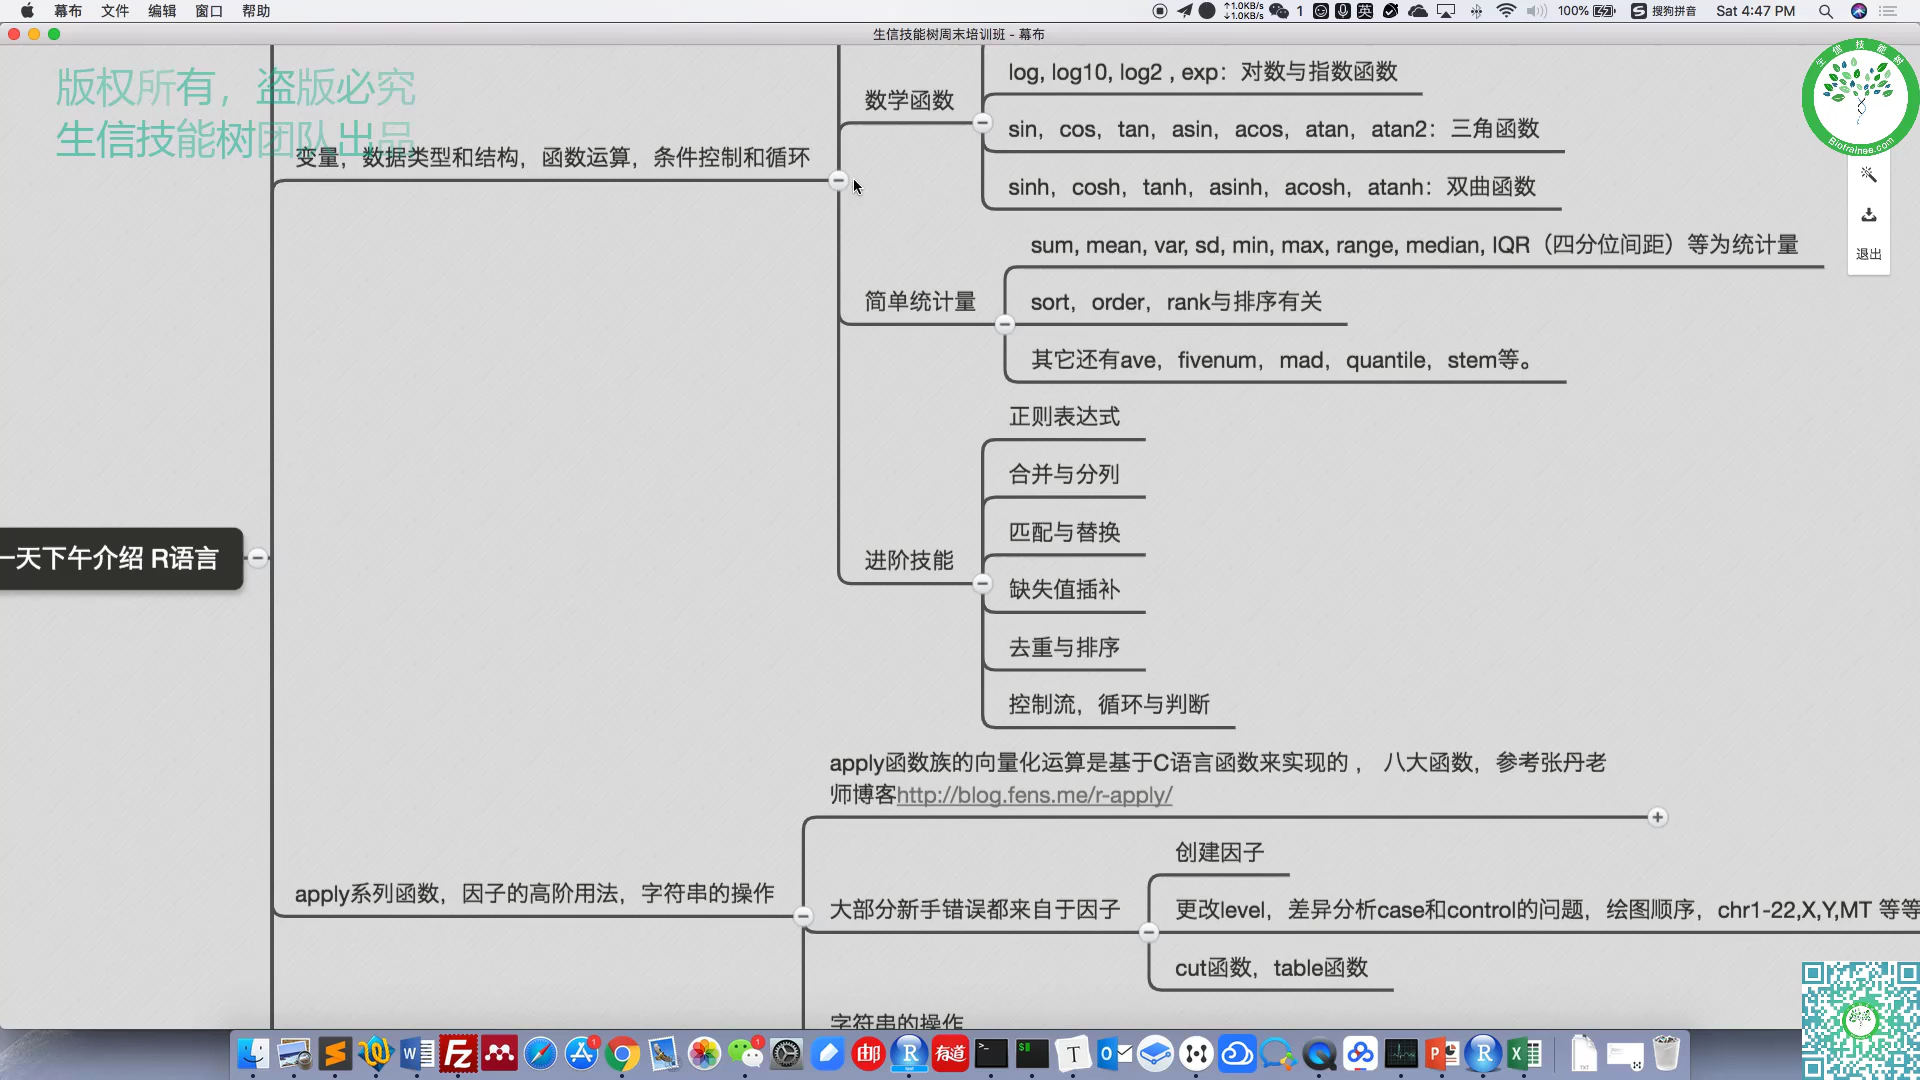 幕布 文件 编辑 窗口 帮助
↑1.0KB/s
↓1.0KB/s
1
英
100%
搜狗拼音
Sat 4:47 PM
生信技能树周末培训班 - 幕布
版权所有，盗版必究
生信技能树团队出品
生信技能树
Biotrainee.com
退出
log, log10, log2 , exp：对数与指数函数
数学函数
sin，cos，tan，asin，acos，atan，atan2：三角函数
变量，数据类型和结构，函数运算，条件控制和循环
sinh，cosh，tanh，asinh，acosh，atanh：双曲函数
sum, mean, var, sd, min, max, range, median, IQR（四分位间距）等为统计量
简单统计量
sort，order，rank与排序有关
其它还有ave，fivenum，mad，quantile，stem等。
正则表达式
合并与分列
匹配与替换
一天下午介绍 R语言
进阶技能
缺失值插补
去重与排序
控制流，循环与判断
apply函数族的向量化运算是基于C语言函数来实现的 ， 八大函数，参考张丹老
师博客http://blog.fens.me/r-apply/
创建因子
apply系列函数，因子的高阶用法，字符串的操作
大部分新手错误都来自于因子
更改level，差异分析case和control的问题，绘图顺序，chr1-22,X,Y,MT 等等
cut函数，table函数
字符串的操作